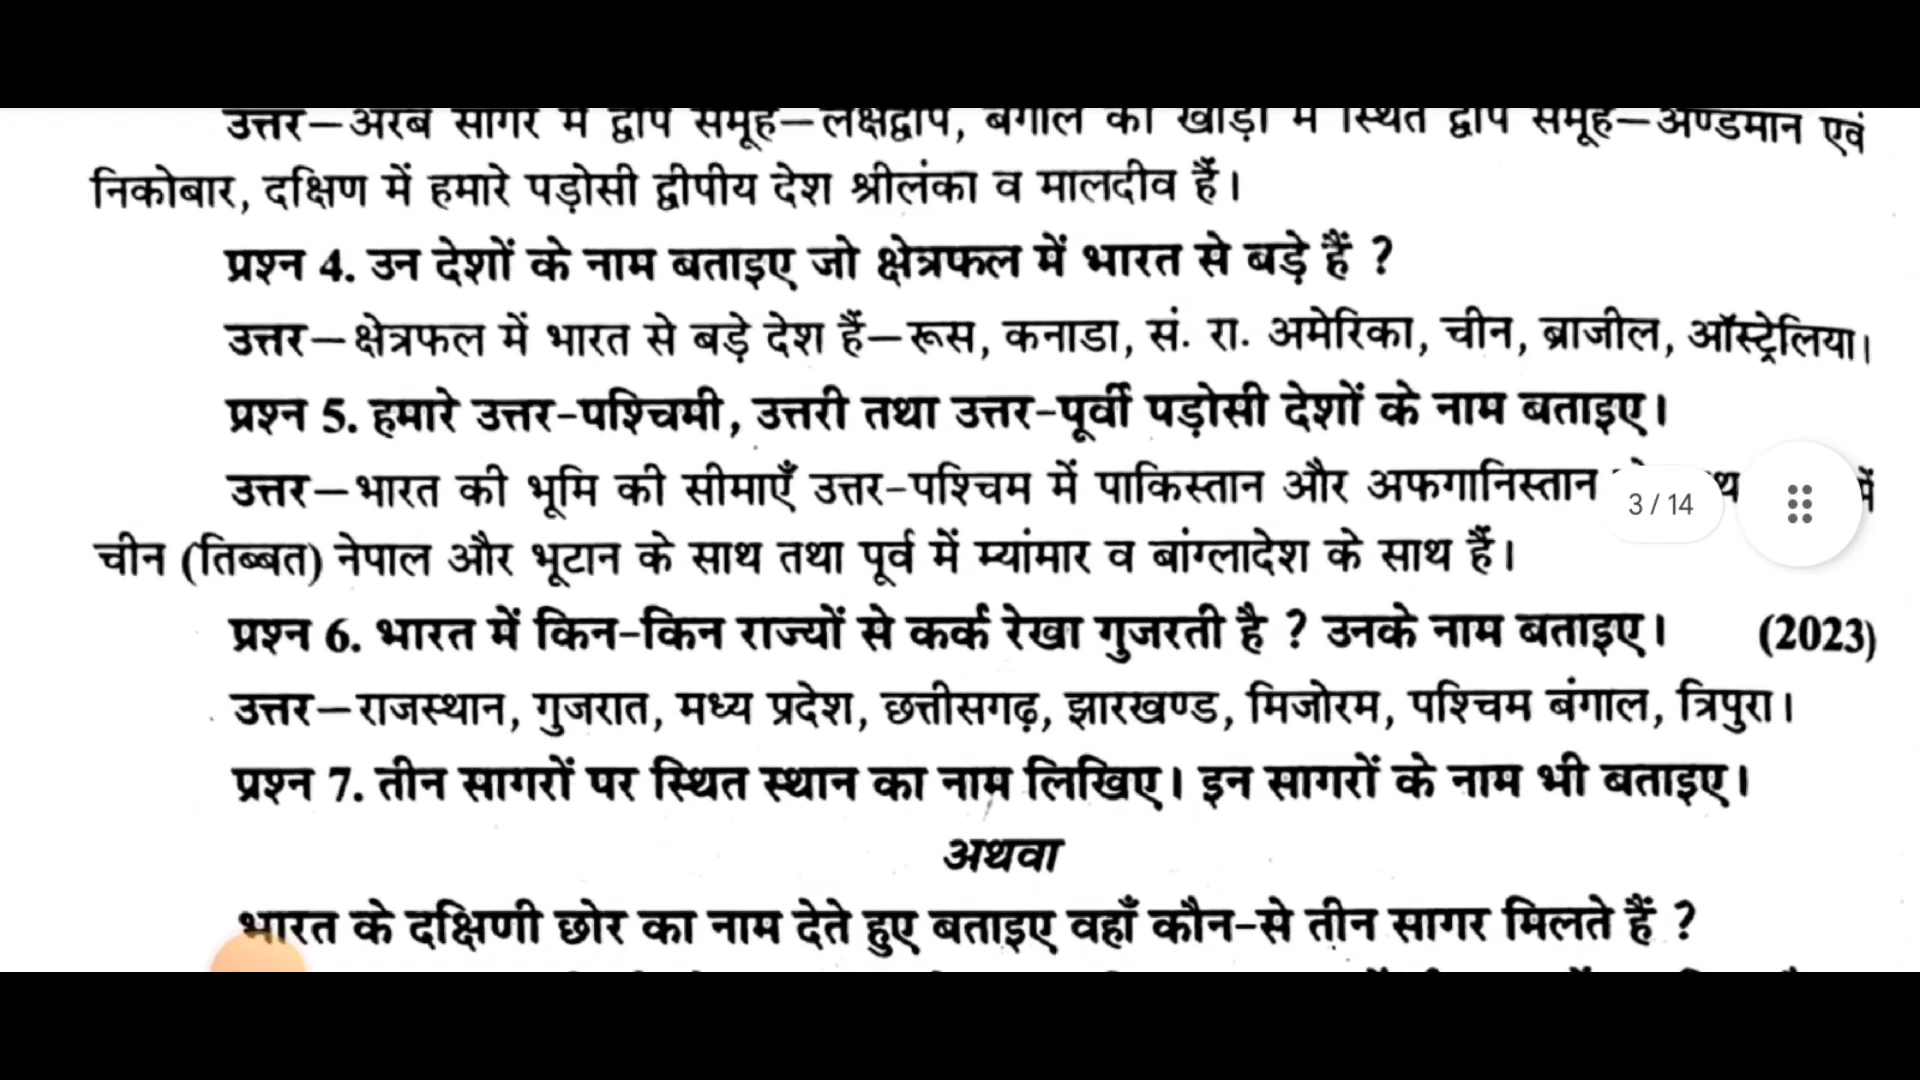 उत्तर—अरब सागर में द्वीप समूह—लक्षद्वीप, बंगाल की खाड़ी में स्थित द्वीप समूह—अण्डमान एवं
निकोबार, दक्षिण में हमारे पड़ोसी द्वीपीय देश श्रीलंका व मालदीव हैं।
प्रश्न 4. उन देशों के नाम बताइए जो क्षेत्रफल में भारत से बड़े हैं ?
उत्तर—क्षेत्रफल में भारत से बड़े देश हैं—रूस, कनाडा, सं. रा. अमेरिका, चीन, ब्राजील, ऑस्ट्रेलिया।
प्रश्न 5. हमारे उत्तर-पश्चिमी, उत्तरी तथा उत्तर-पूर्वी पड़ोसी देशों के नाम बताइए।
उत्तर—भारत की भूमि की सीमाएँ उत्तर-पश्चिम में पाकिस्तान और अफगानिस्तान
3 / 14
चीन (तिब्बत) नेपाल और भूटान के साथ तथा पूर्व में म्यांमार व बांग्लादेश के साथ हैं।
प्रश्न 6. भारत में किन-किन राज्यों से कर्क रेखा गुजरती है ? उनके नाम बताइए। (2023)
उत्तर—राजस्थान, गुजरात, मध्य प्रदेश, छत्तीसगढ़, झारखण्ड, मिजोरम, पश्चिम बंगाल, त्रिपुरा।
प्रश्न 7. तीन सागरों पर स्थित स्थान का नाम लिखिए। इन सागरों के नाम भी बताइए।
अथवा
भारत के दक्षिणी छोर का नाम देते हुए बताइए वहाँ कौन-से तीन सागर मिलते हैं ?